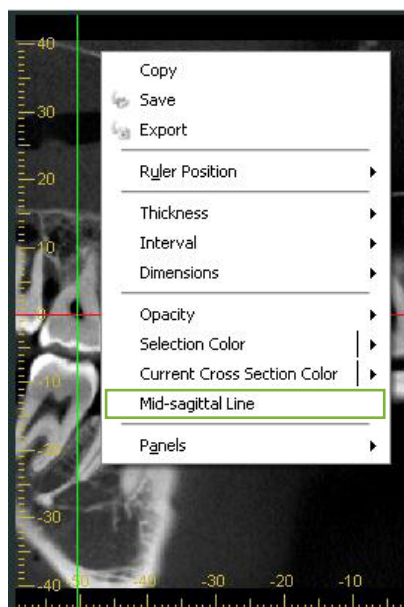 40
30
20
10
0
-10
-20
-30
-40
Copy
Save
Export
Ruler Position
Thickness
Interval
Dimensions
Opacity
Selection Color
Current Cross Section Color
Mid-sagittal Line
Panels
-50
-40
-30
-20
-10